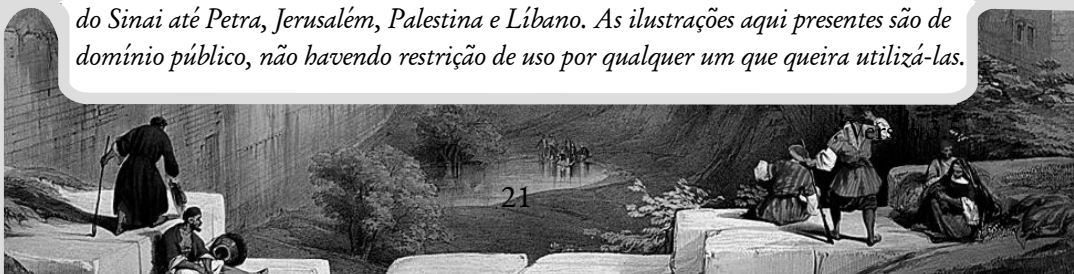 do Sinai até Petra, Jerusalém, Palestina e Líbano. As ilustrações aqui presentes são de
domínio público, não havendo restrição de uso por qualquer um que queira utilizá-las.
21